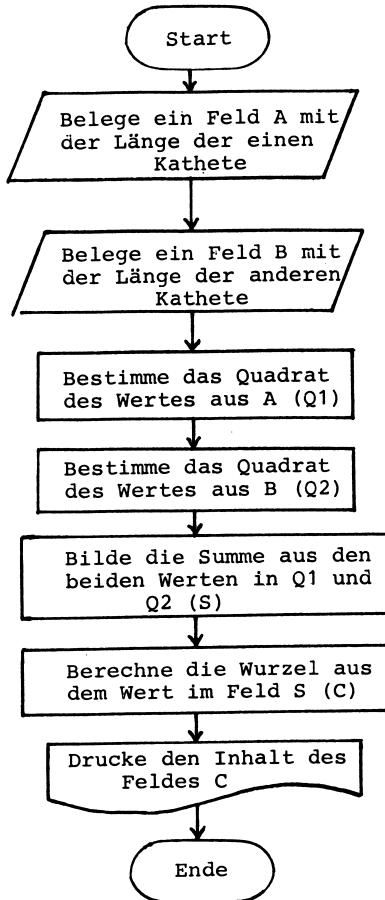 Start
Belege ein Feld A mit
der Länge der einen
Kathete
Belege ein Feld B mit
der Länge der anderen
Kathete
Bestimme das Quadrat
des Wertes aus A (Q1)
Bestimme das Quadrat
des Wertes aus B (Q2)
Bilde die Summe aus den
beiden Werten in Q1 und
Q2 (S)
Berechne die Wurzel aus
dem Wert im Feld S (C)
Drucke den Inhalt des
Feldes C
Ende